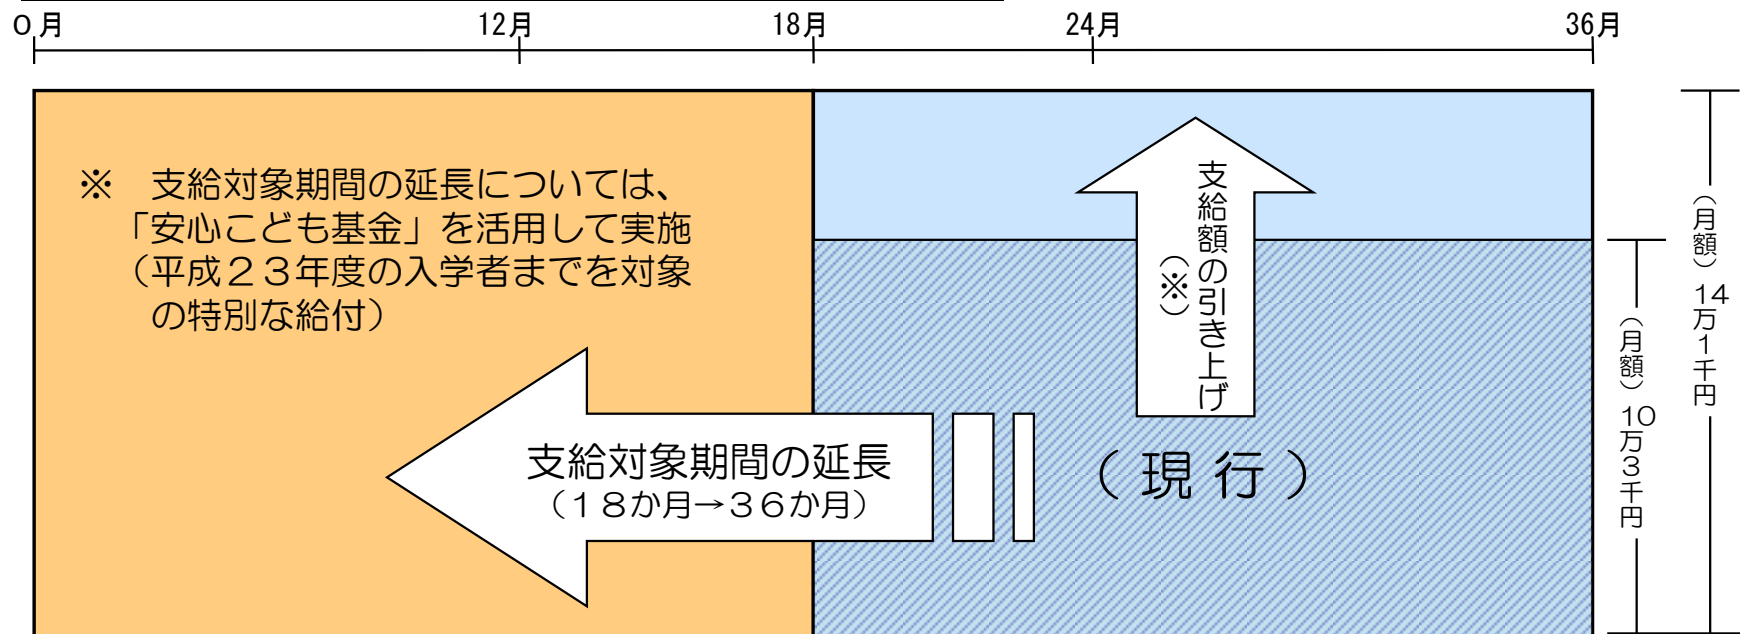 ０月
12月
18月
24月
36月
※　支給対象期間の延長については、
「安心こども基金」を活用して実施
（平成２３年度の入学者までを対象
の特別な給付）
支給額の引き上げ
（※）
支給対象期間の延長
（１８か月→３６か月）
（ 現 行 ）
（月額）10万3千円
（月額）14万1千円